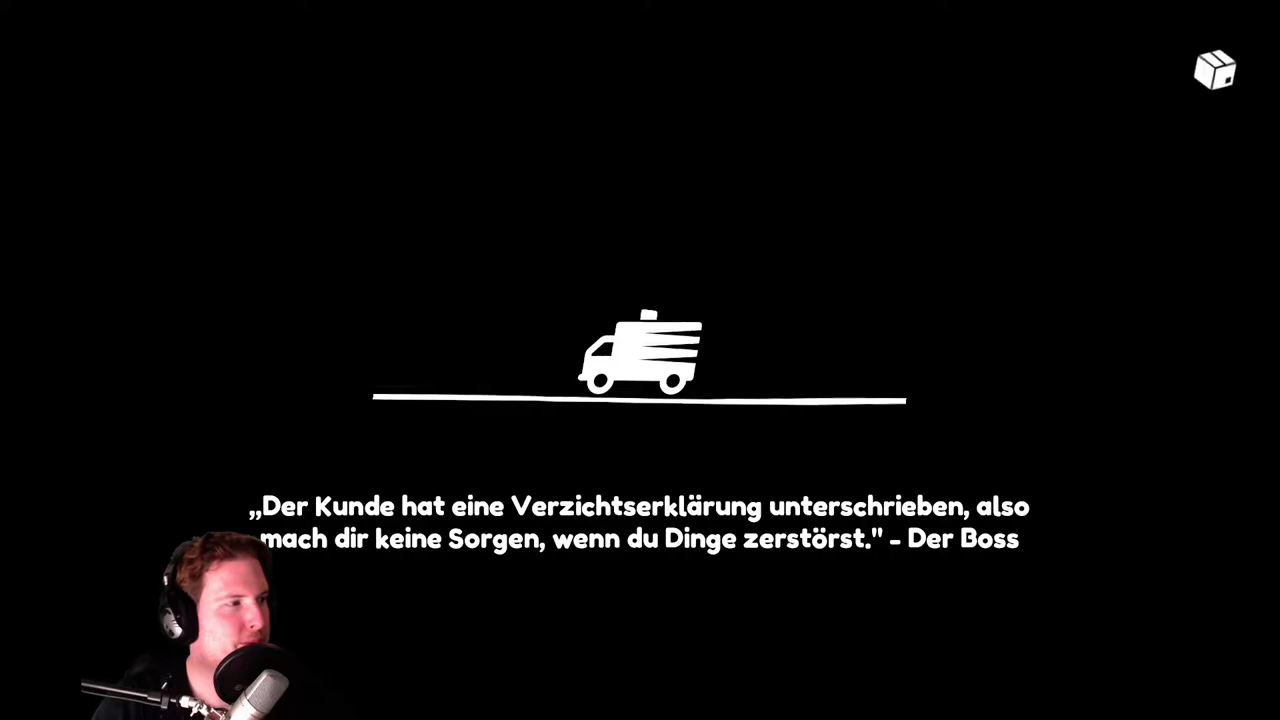 „Der Kunde hat eine Verzichtserklärung unterschrieben, also
mach dir keine Sorgen, wenn du Dinge zerstörst." - Der Boss